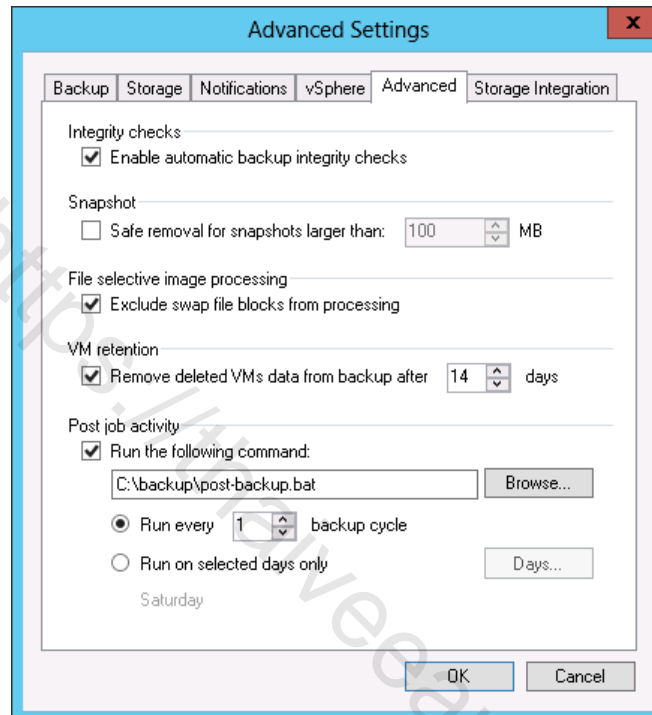 Advanced Settings
x
Backup Storage Notifications vSphere Advanced Storage Integration
Integrity checks
Enable automatic backup integrity checks
Snapshot
Safe removal for snapshots larger than: 100 MB
File selective image processing
Exclude swap file blocks from processing
VM retention
Remove deleted VMs data from backup after 14 days
Post job activity
Run the following command:
C:\backup\post-backup.bat Browse...
Run every 1 backup cycle
Run on selected days only Days...
Saturday
OK Cancel